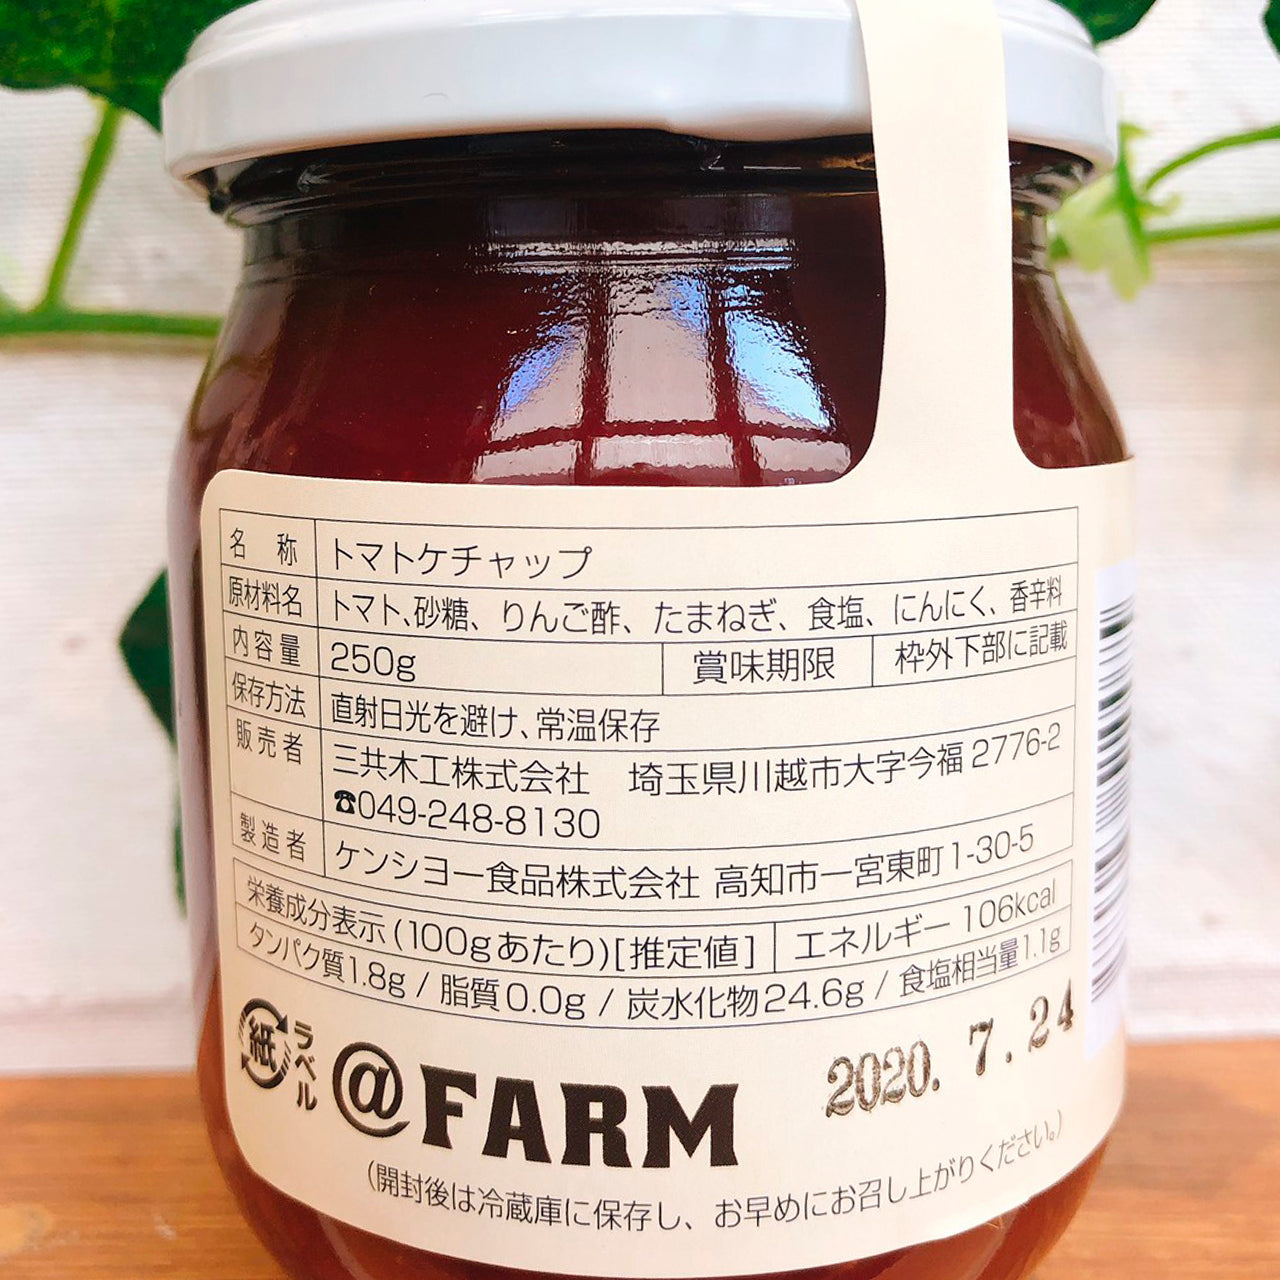 名称 トマトケチャップ
原材料名 トマト、砂糖、りんご酢、たまねぎ、食塩、にんにく、香辛料
内容量 250g 賞味期限 枠外下部に記載
保存方法 直射日光を避け、常温保存
販売者 三共木工株式会社 埼玉県川越市大字今福2776-2
☎049-248-8130
製造者 ケンシヨー食品株式会社 高知市一宮東町1-30-5
栄養成分表示(100gあたり)[推定値] エネルギー 106kcal
タンパク質1.8g / 脂質0.0g / 炭水化物24.6g / 食塩相当量1.1g
紙 ラベル
@FARM
2020. 7. 24
(開封後は冷蔵庫に保存し、お早めにお召し上がりください。)